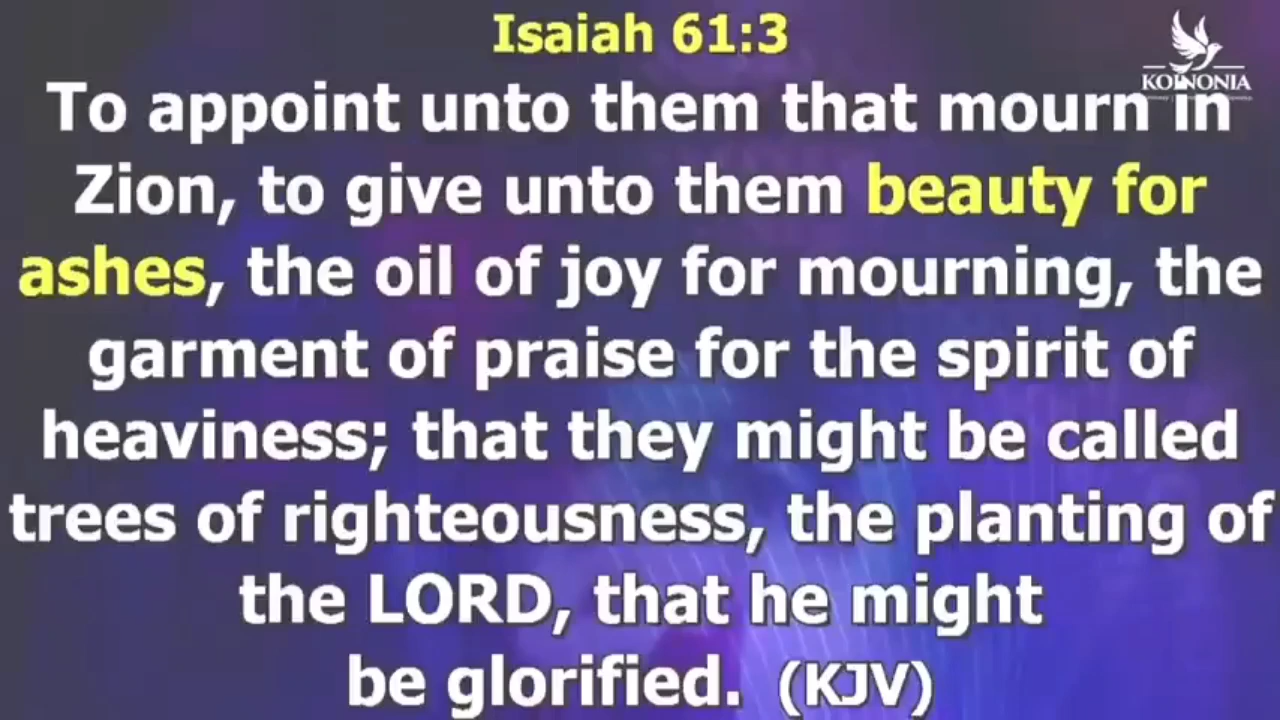 Isaiah 61:3
KOINONIA
To appoint unto them that mourn in
Zion, to give unto them beauty for
ashes, the oil of joy for mourning, the
garment of praise for the spirit of
heaviness; that they might be called
trees of righteousness, the planting of
the LORD, that he might
be glorified. (KJV)